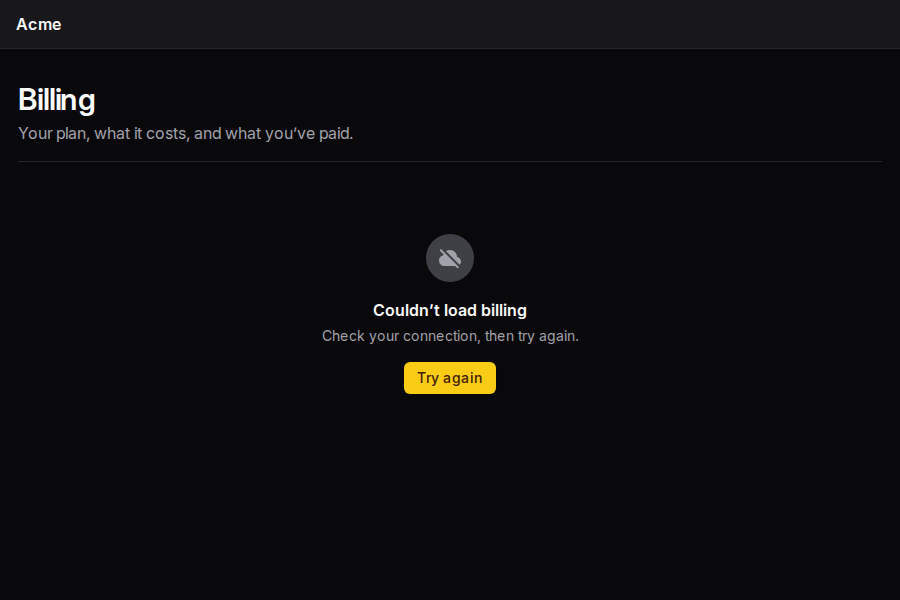 Acme
Billing
Your plan, what it costs, and what you’ve paid.
Couldn’t load billing
Check your connection, then try again.
Try again